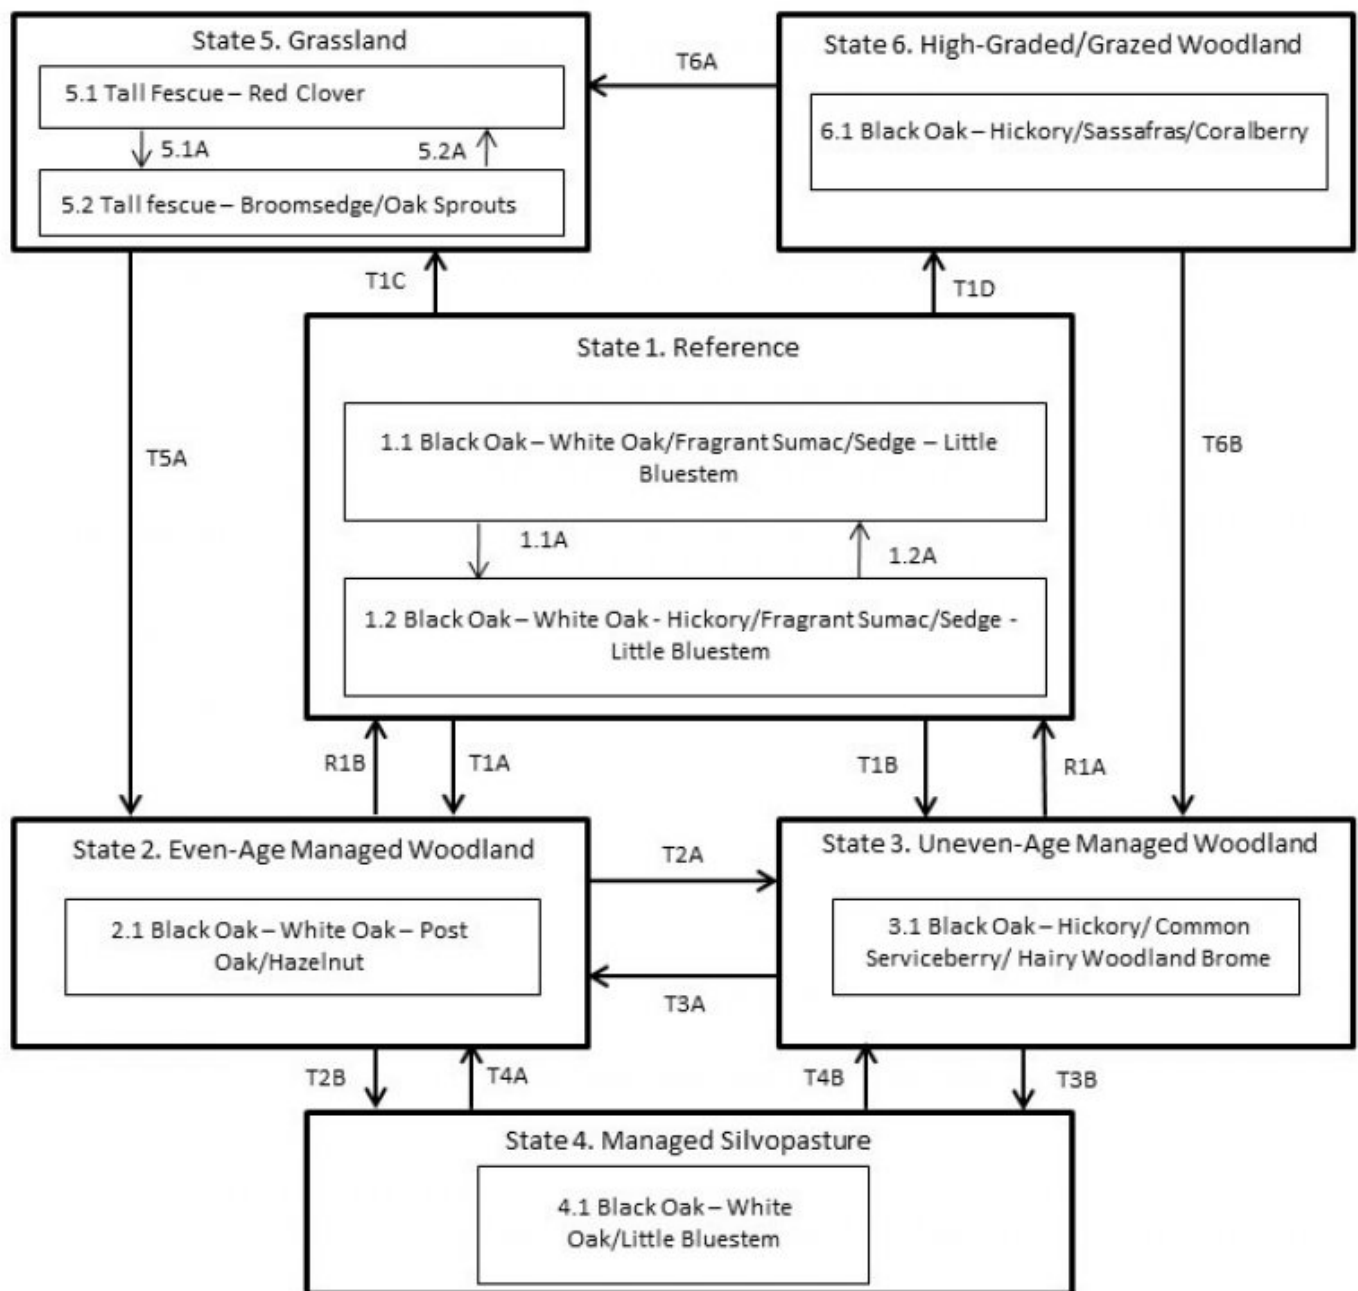 State 5. Grassland
5.1 Tall Fescue – Red Clover
5.1A
5.2A
5.2 Tall fescue – Broomsedge/Oak Sprouts
T6A
State 6. High-Graded/Grazed Woodland
6.1 Black Oak – Hickory/Sassafras/Coralberry
T1C
T1D
State 1. Reference
1.1 Black Oak – White Oak/Fragrant Sumac/Sedge – Little
Bluestem
1.1A
1.2A
1.2 Black Oak – White Oak - Hickory/Fragrant Sumac/Sedge -
Little Bluestem
T5A
T6B
R1B
T1A
T1B
R1A
State 2. Even-Age Managed Woodland
2.1 Black Oak – White Oak – Post
Oak/Hazelnut
T2A
T3A
State 3. Uneven-Age Managed Woodland
3.1 Black Oak – Hickory/ Common
Serviceberry/ Hairy Woodland Brome
T2B
T4A
T4B
T3B
State 4. Managed Silvopasture
4.1 Black Oak – White
Oak/Little Bluestem